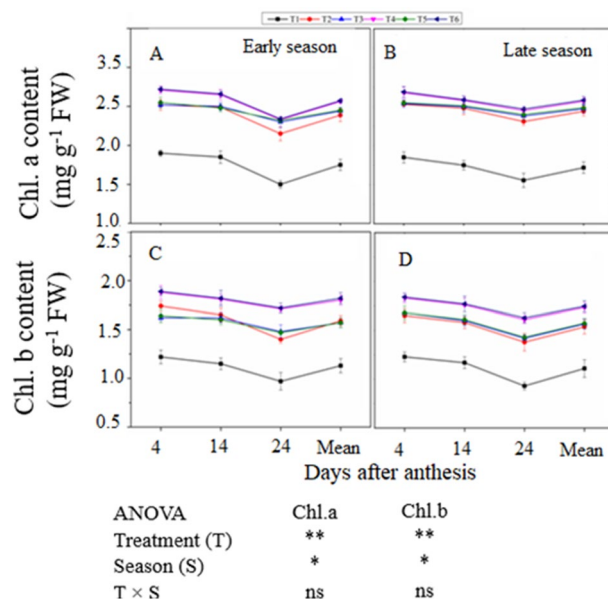 T1 T2 T3 T4 T5 T6
A Early season
B Late season
Chl. a content
(mg g⁻¹ FW)
3.5
2.5
2.0
1.5
1.0
C
D
Chl. b content
(mg g⁻¹ FW)
2.5
2.0
1.5
1.0
0.5
4 14 24 Mean 4 14 24 Mean
Days after anthesis
ANOVA Chl.a Chl.b
Treatment (T) ** **
Season (S) * *
T × S ns ns